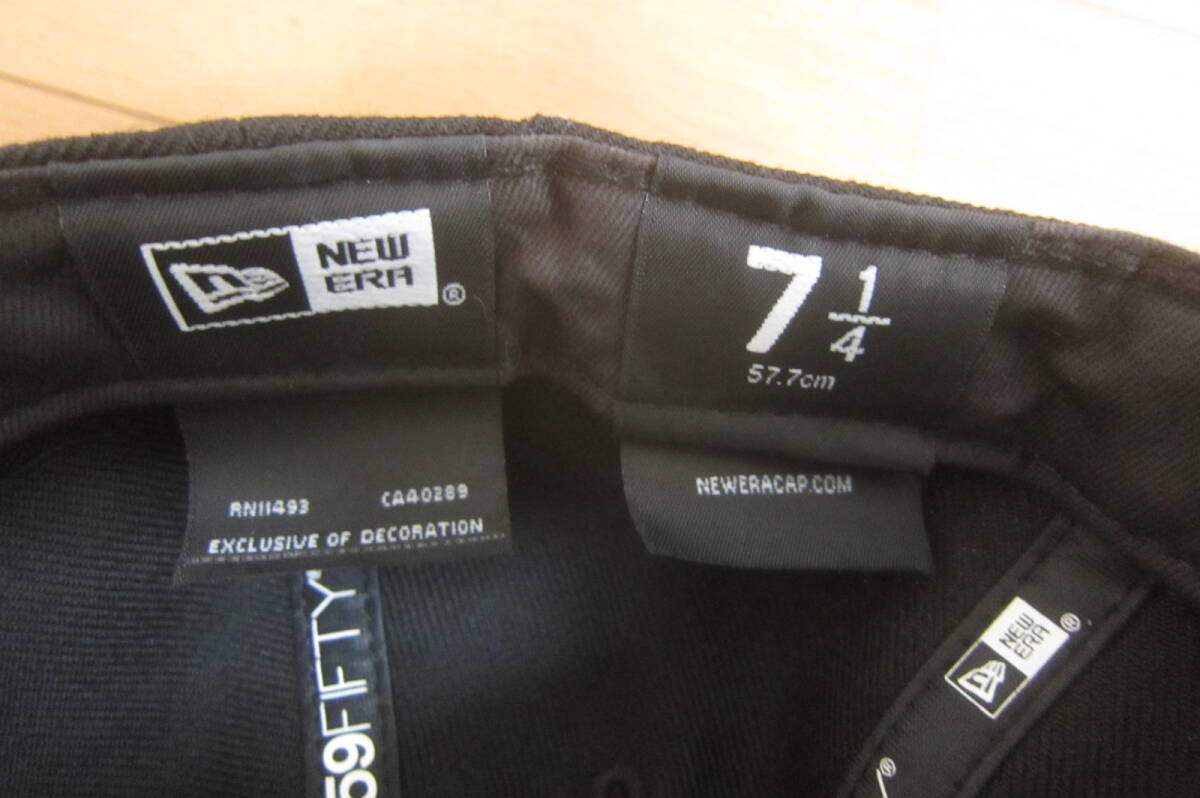 NEW
ERA®
7 1/4
57.7cm
RN11493 CA40289
EXCLUSIVE OF DECORATION
NEWERACAP.COM
59FIFTY
NEW
ERA®
®